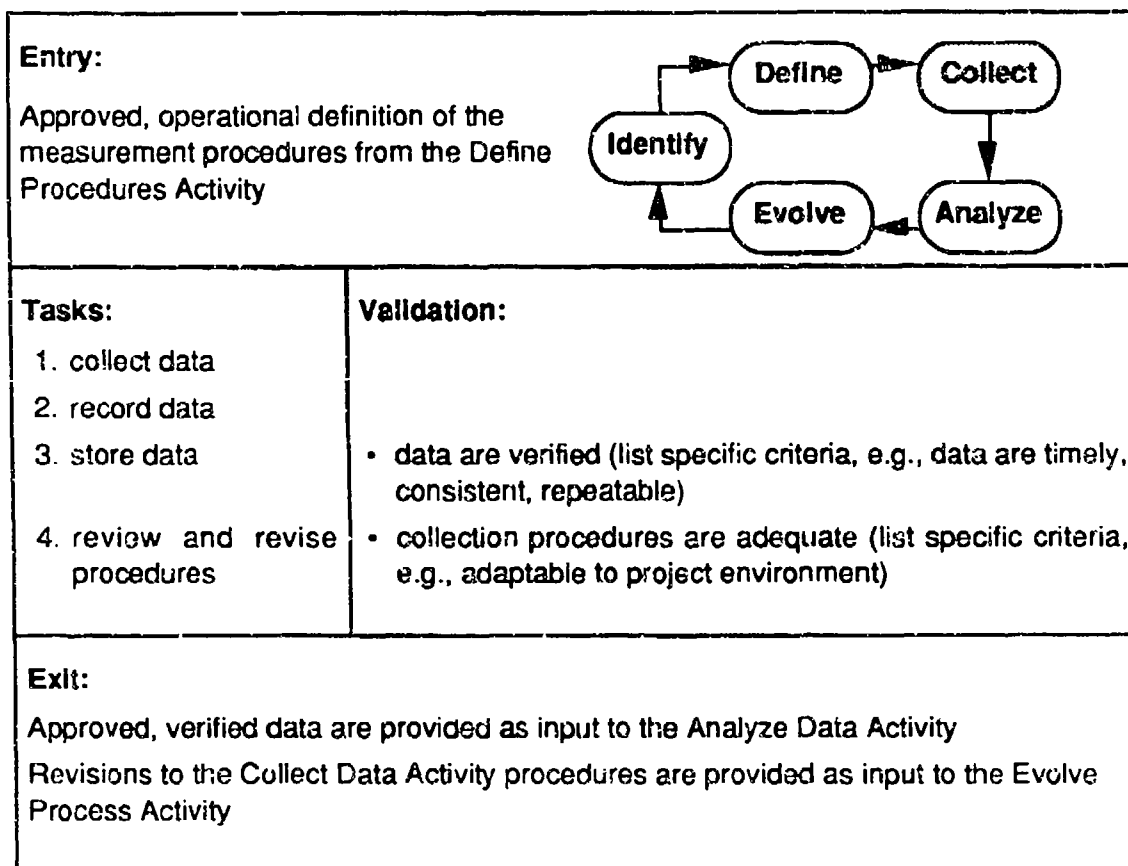 Entry:
Approved, operational definition of the
measurement procedures from the Define
Procedures Activity
Define
Collect
Identify
Evolve
Analyze
Tasks:
Validation:
1. collect data
2. record data
3. store data
• data are verified (list specific criteria, e.g., data are timely,
consistent, repeatable)
4. review and revise
procedures
• collection procedures are adequate (list specific criteria,
e.g., adaptable to project environment)
Exit:
Approved, verified data are provided as input to the Analyze Data Activity
Revisions to the Collect Data Activity procedures are provided as input to the Evolve
Process Activity